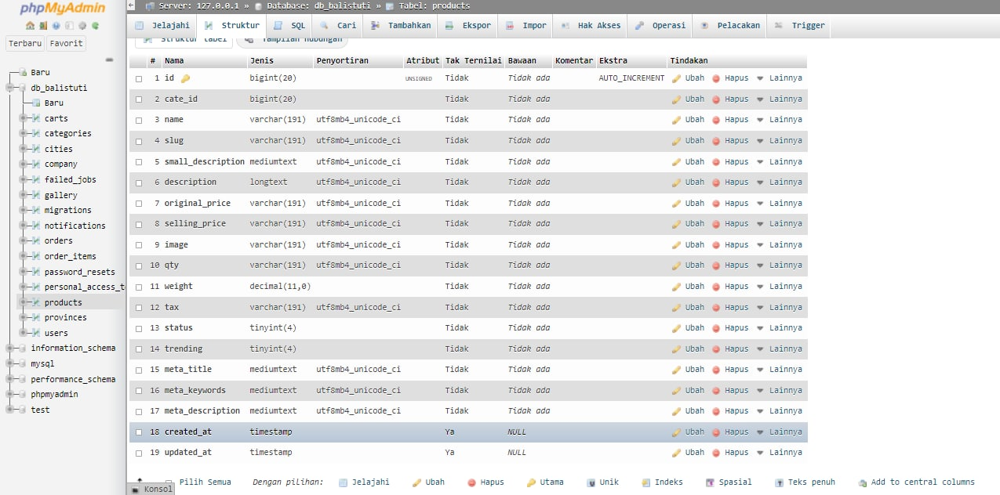 phpMyAdmin
Terbaru Favorit
Baru
db_balistuti
Baru
carts
categories
cities
company
failed_jobs
gallery
migrations
notifications
orders
order_items
password_resets
personal_access_t
products
provinces
users
information_schema
mysql
performance_schema
phpmyadmin
test
Server: 127.0.0.1 » Database: db_balistuti » Tabel: products
Jelajahi Struktur SQL Cari Tambahkan Ekspor Impor Hak Akses Operasi Pelacakan Trigger
Struktur tabel Tampilan hubungan
# Nama Jenis Penyortiran Atribut Tak Ternilai Bawaan Komentar Ekstra Tindakan
1 id bigint(20) UNSIGNED Tidak Tidak ada AUTO_INCREMENT Ubah Hapus Lainnya
2 cate_id bigint(20) Tidak Tidak ada Ubah Hapus Lainnya
3 name varchar(191) utf8mb4_unicode_ci Tidak Tidak ada Ubah Hapus Lainnya
4 slug varchar(191) utf8mb4_unicode_ci Tidak Tidak ada Ubah Hapus Lainnya
5 small_description mediumtext utf8mb4_unicode_ci Tidak Tidak ada Ubah Hapus Lainnya
6 description longtext utf8mb4_unicode_ci Tidak Tidak ada Ubah Hapus Lainnya
7 original_price varchar(191) utf8mb4_unicode_ci Tidak Tidak ada Ubah Hapus Lainnya
8 selling_price varchar(191) utf8mb4_unicode_ci Tidak Tidak ada Ubah Hapus Lainnya
9 image varchar(191) utf8mb4_unicode_ci Tidak Tidak ada Ubah Hapus Lainnya
10 qty varchar(191) utf8mb4_unicode_ci Tidak Tidak ada Ubah Hapus Lainnya
11 weight decimal(11,0) Tidak Tidak ada Ubah Hapus Lainnya
12 tax varchar(191) utf8mb4_unicode_ci Tidak Tidak ada Ubah Hapus Lainnya
13 status tinyint(4) Tidak Tidak ada Ubah Hapus Lainnya
14 trending tinyint(4) Tidak Tidak ada Ubah Hapus Lainnya
15 meta_title mediumtext utf8mb4_unicode_ci Tidak Tidak ada Ubah Hapus Lainnya
16 meta_keywords mediumtext utf8mb4_unicode_ci Tidak Tidak ada Ubah Hapus Lainnya
17 meta_description mediumtext utf8mb4_unicode_ci Tidak Tidak ada Ubah Hapus Lainnya
18 created_at timestamp Ya NULL Ubah Hapus Lainnya
19 updated_at timestamp Ya NULL Ubah Hapus Lainnya
Pilih Semua Dengan pilihan: Jelajahi Ubah Hapus Utama Unik Indeks Spasial Teks penuh Add to central columns
Konsol